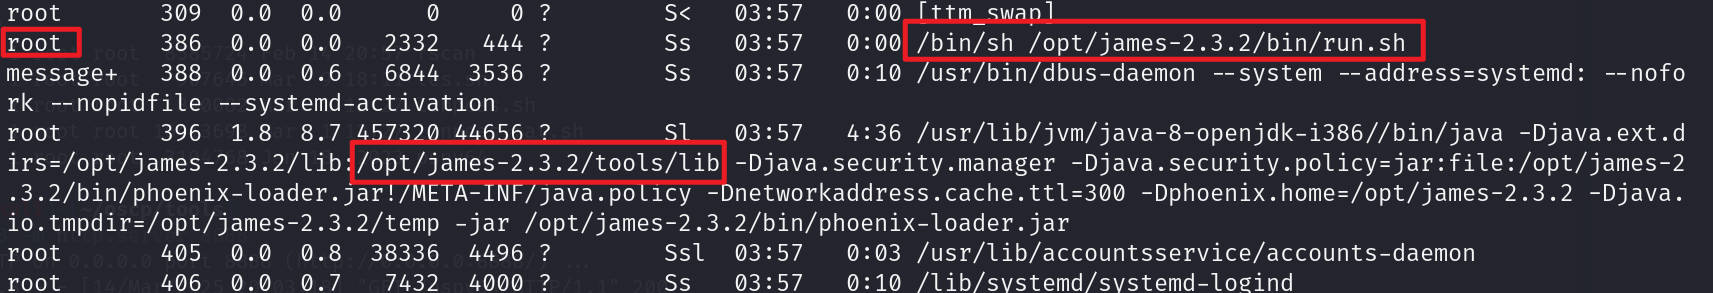 root       309  0.0  0.0      0     0 ?        S<   03:57   0:00 [ttm_swap]
root       386  0.0  0.0   2332   444 ?        Ss   03:57   0:00 /bin/sh /opt/james-2.3.2/bin/run.sh
message+   388  0.0  0.6   6844  3536 ?        Ss   03:57   0:10 /usr/bin/dbus-daemon --system --address=systemd: --nofo
rk --nopidfile --systemd-activation
root       396  1.8  8.7 457320 44656 ?        Sl   03:57   4:36 /usr/lib/jvm/java-8-openjdk-i386//bin/java -Djava.ext.d
irs=/opt/james-2.3.2/lib:/opt/james-2.3.2/tools/lib -Djava.security.manager -Djava.security.policy=jar:file:/opt/james-2
.3.2/bin/phoenix-loader.jar!/META-INF/java.policy -Dnetworkaddress.cache.ttl=300 -Dphoenix.home=/opt/james-2.3.2 -Djava.
io.tmpdir=/opt/james-2.3.2/temp -jar /opt/james-2.3.2/bin/phoenix-loader.jar
root       405  0.0  0.8  38336  4496 ?        Ssl  03:57   0:03 /usr/lib/accountsservice/accounts-daemon
root       406  0.0  0.7   7432  4000 ?        Ss   03:57   0:10 /lib/systemd/systemd-logind